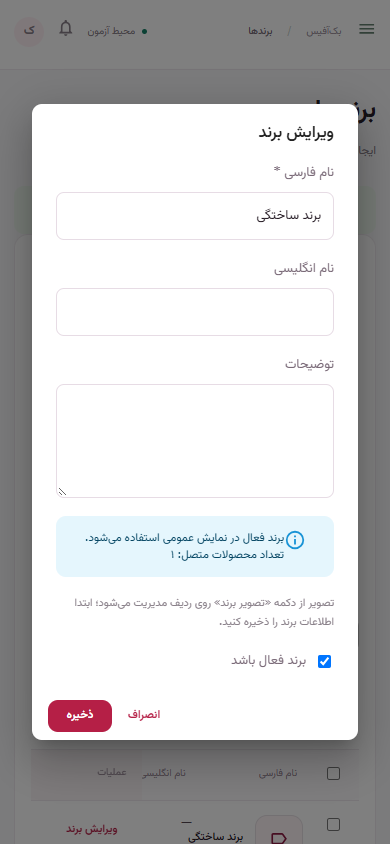 بک‌آفیس / برندها
محیط آزمون
ک
ویرایش برند
نام فارسی *
برند ساختگی
نام انگلیسی
توضیحات
برند فعال در نمایش عمومی استفاده می‌شود.
تعداد محصولات متصل: ۱
تصویر از دکمه «تصویر برند» روی ردیف مدیریت می‌شود؛ ابتدا
اطلاعات برند را ذخیره کنید.
برند فعال باشد
انصراف
ذخیره
نام فارسی
نام انگلیسی
عملیات
—
برند ساختگی
ویرایش برند